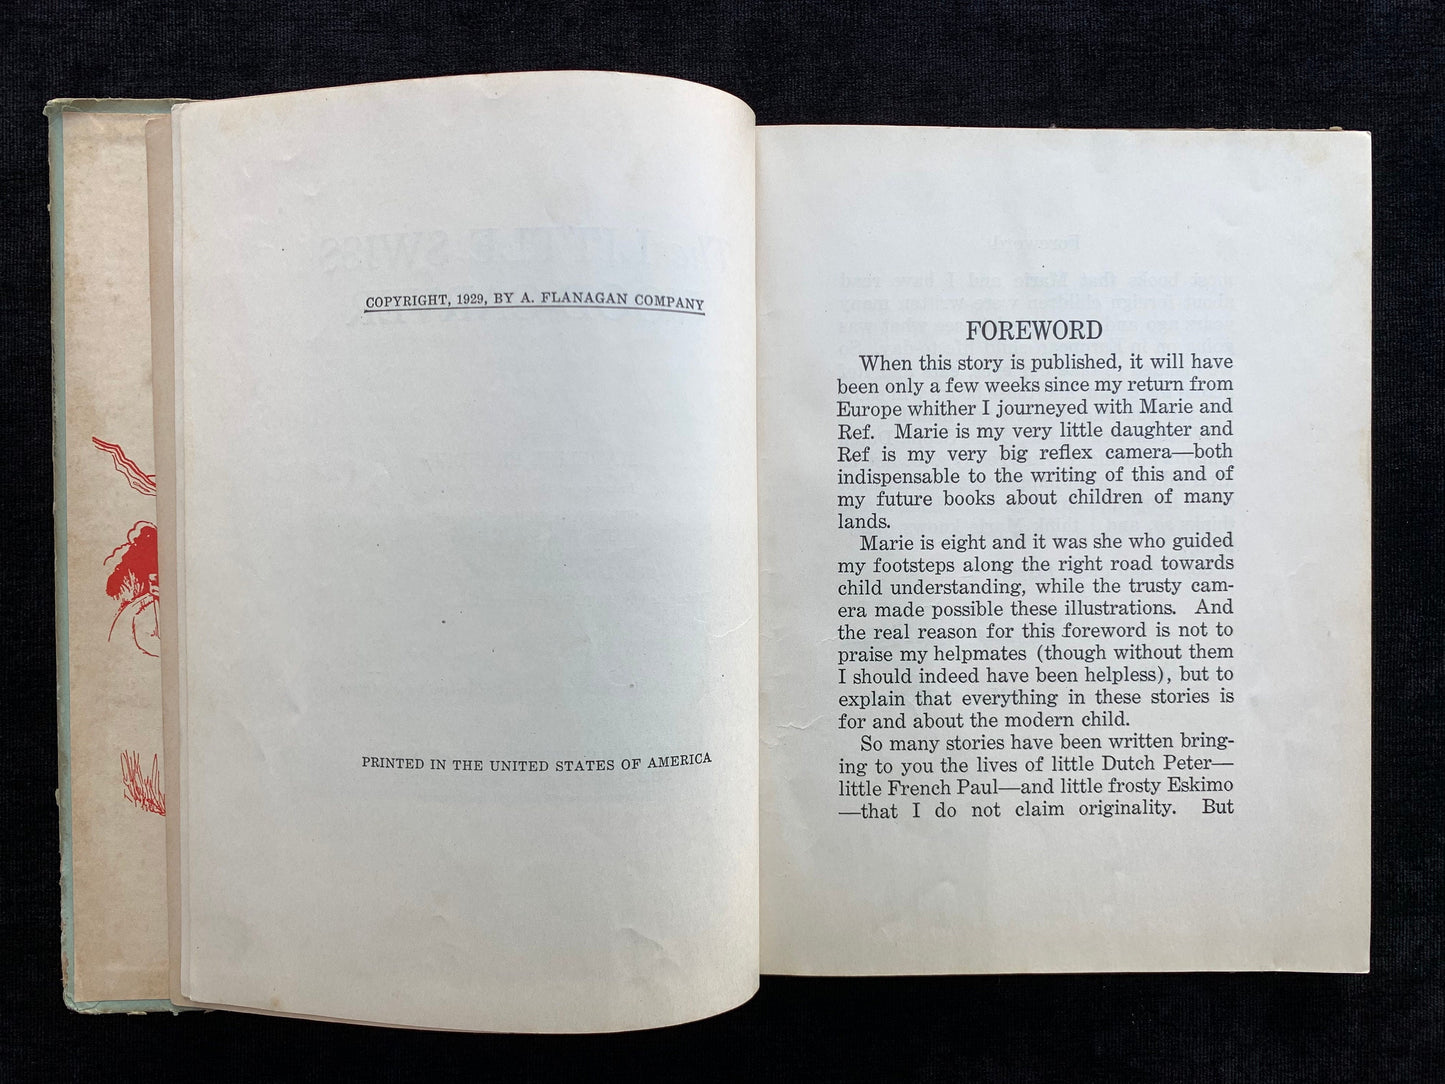 COPYRIGHT, 1929, BY A. FLANAGAN COMPANY
PRINTED IN THE UNITED STATES OF AMERICA
FOREWORD
When this story is published, it will have
been only a few weeks since my return from
Europe whither I journeyed with Marie and
Ref. Marie is my very little daughter and
Ref is my very big reflex camera—both
indispensable to the writing of this and of
my future books about children of many
lands.
Marie is eight and it was she who guided
my footsteps along the right road towards
child understanding, while the trusty cam-
era made possible these illustrations. And
the real reason for this foreword is not to
praise my helpmates (though without them
I should indeed have been helpless), but to
explain that everything in these stories is
for and about the modern child.
So many stories have been written bring-
ing to you the lives of little Dutch Peter—
little French Paul—and little frosty Eskimo
—that I do not claim originality. But